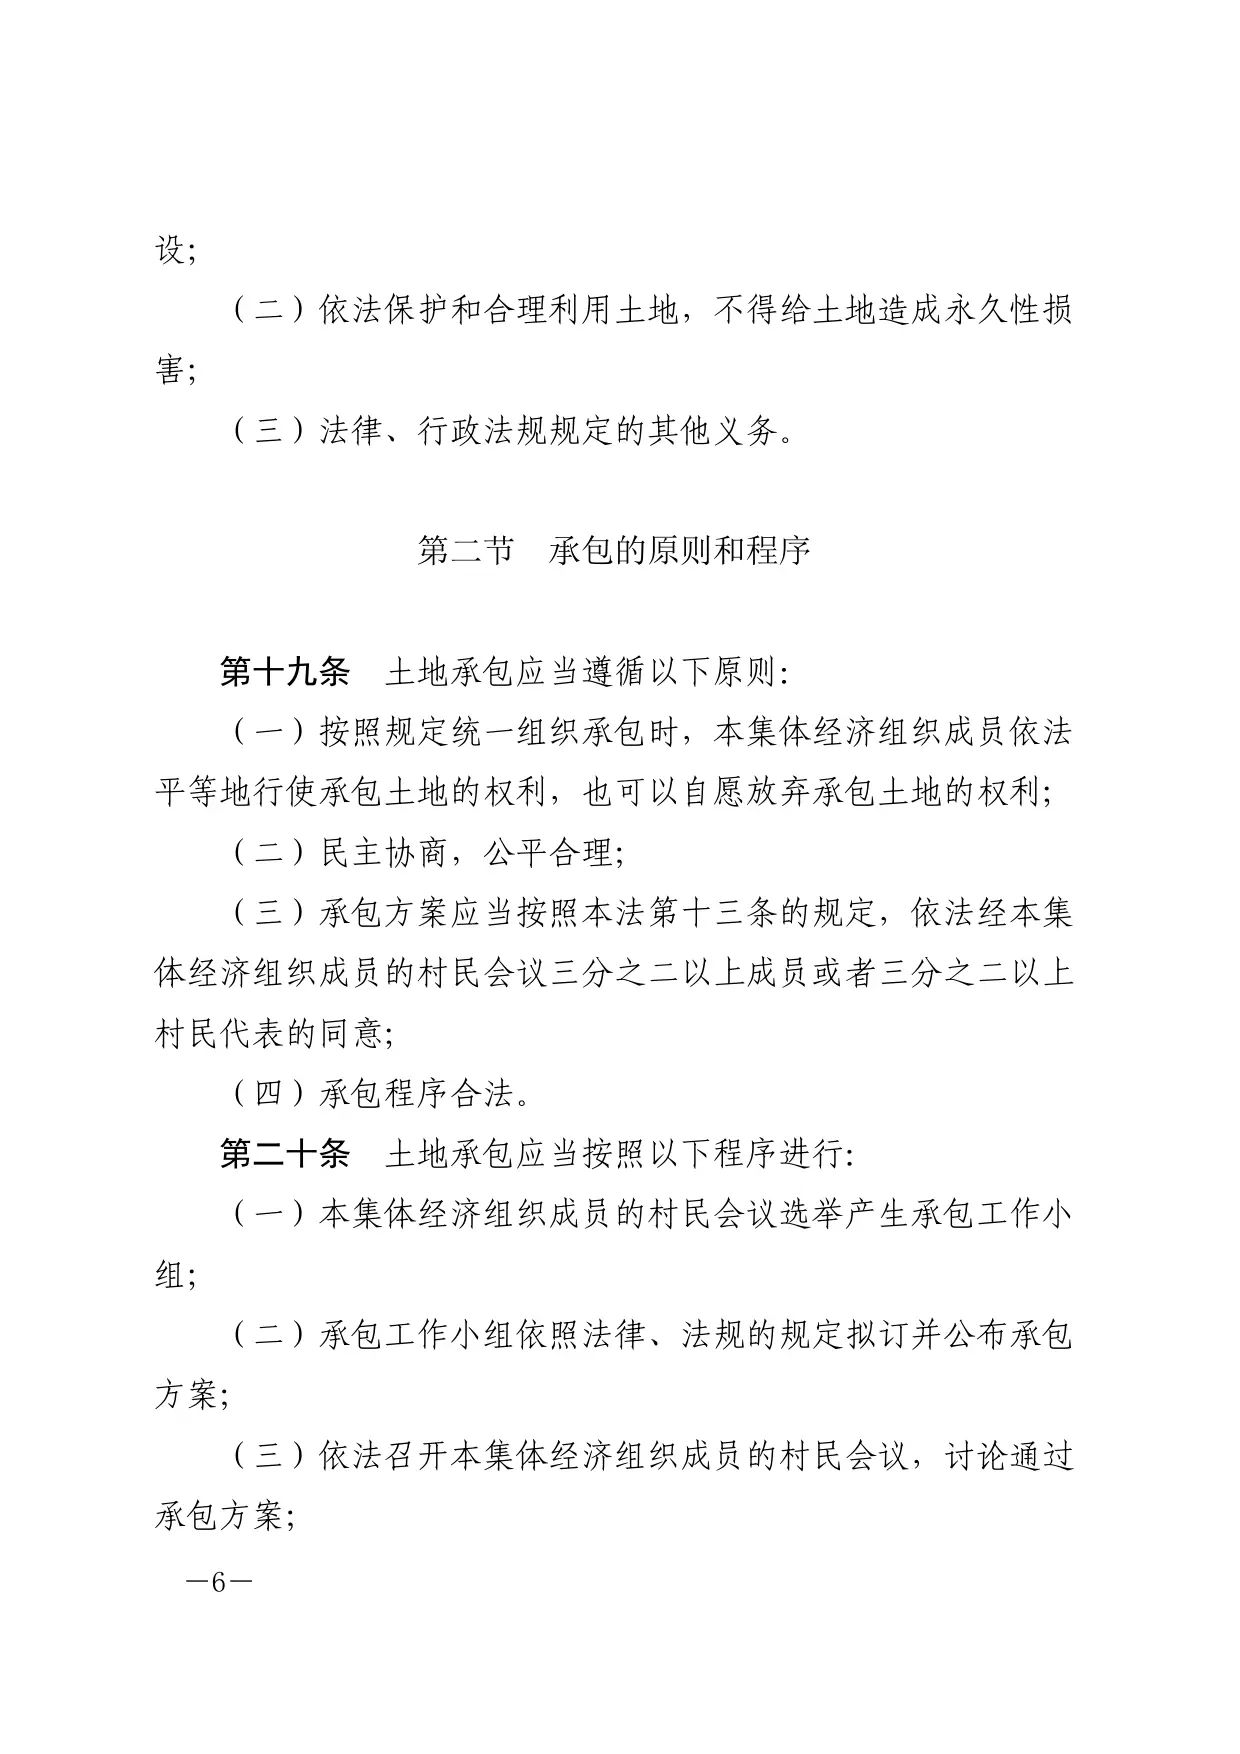 设；
（二）依法保护和合理利用土地，不得给土地造成永久性损
害；
（三）法律、行政法规规定的其他义务。
第二节　承包的原则和程序
第十九条　土地承包应当遵循以下原则：
（一）按照规定统一组织承包时，本集体经济组织成员依法
平等地行使承包土地的权利，也可以自愿放弃承包土地的权利；
（二）民主协商，公平合理；
（三）承包方案应当按照本法第十三条的规定，依法经本集
体经济组织成员的村民会议三分之二以上成员或者三分之二以上
村民代表的同意；
（四）承包程序合法。
第二十条　土地承包应当按照以下程序进行：
（一）本集体经济组织成员的村民会议选举产生承包工作小
组；
（二）承包工作小组依照法律、法规的规定拟订并公布承包
方案；
（三）依法召开本集体经济组织成员的村民会议，讨论通过
承包方案；
—6—